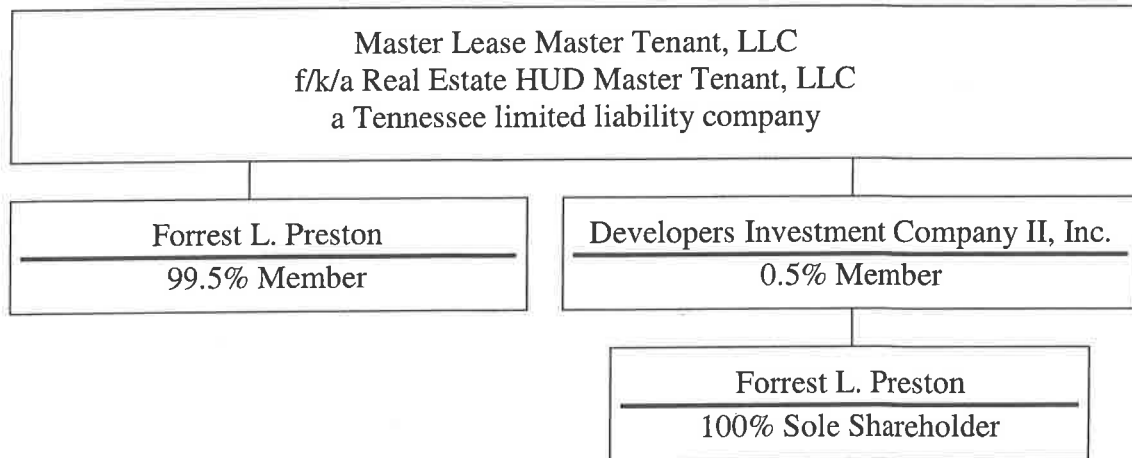 Master Lease Master Tenant, LLC
f/k/a Real Estate HUD Master Tenant, LLC
a Tennessee limited liability company
Forrest L. Preston
99.5% Member
Developers Investment Company II, Inc.
0.5% Member
Forrest L. Preston
100% Sole Shareholder